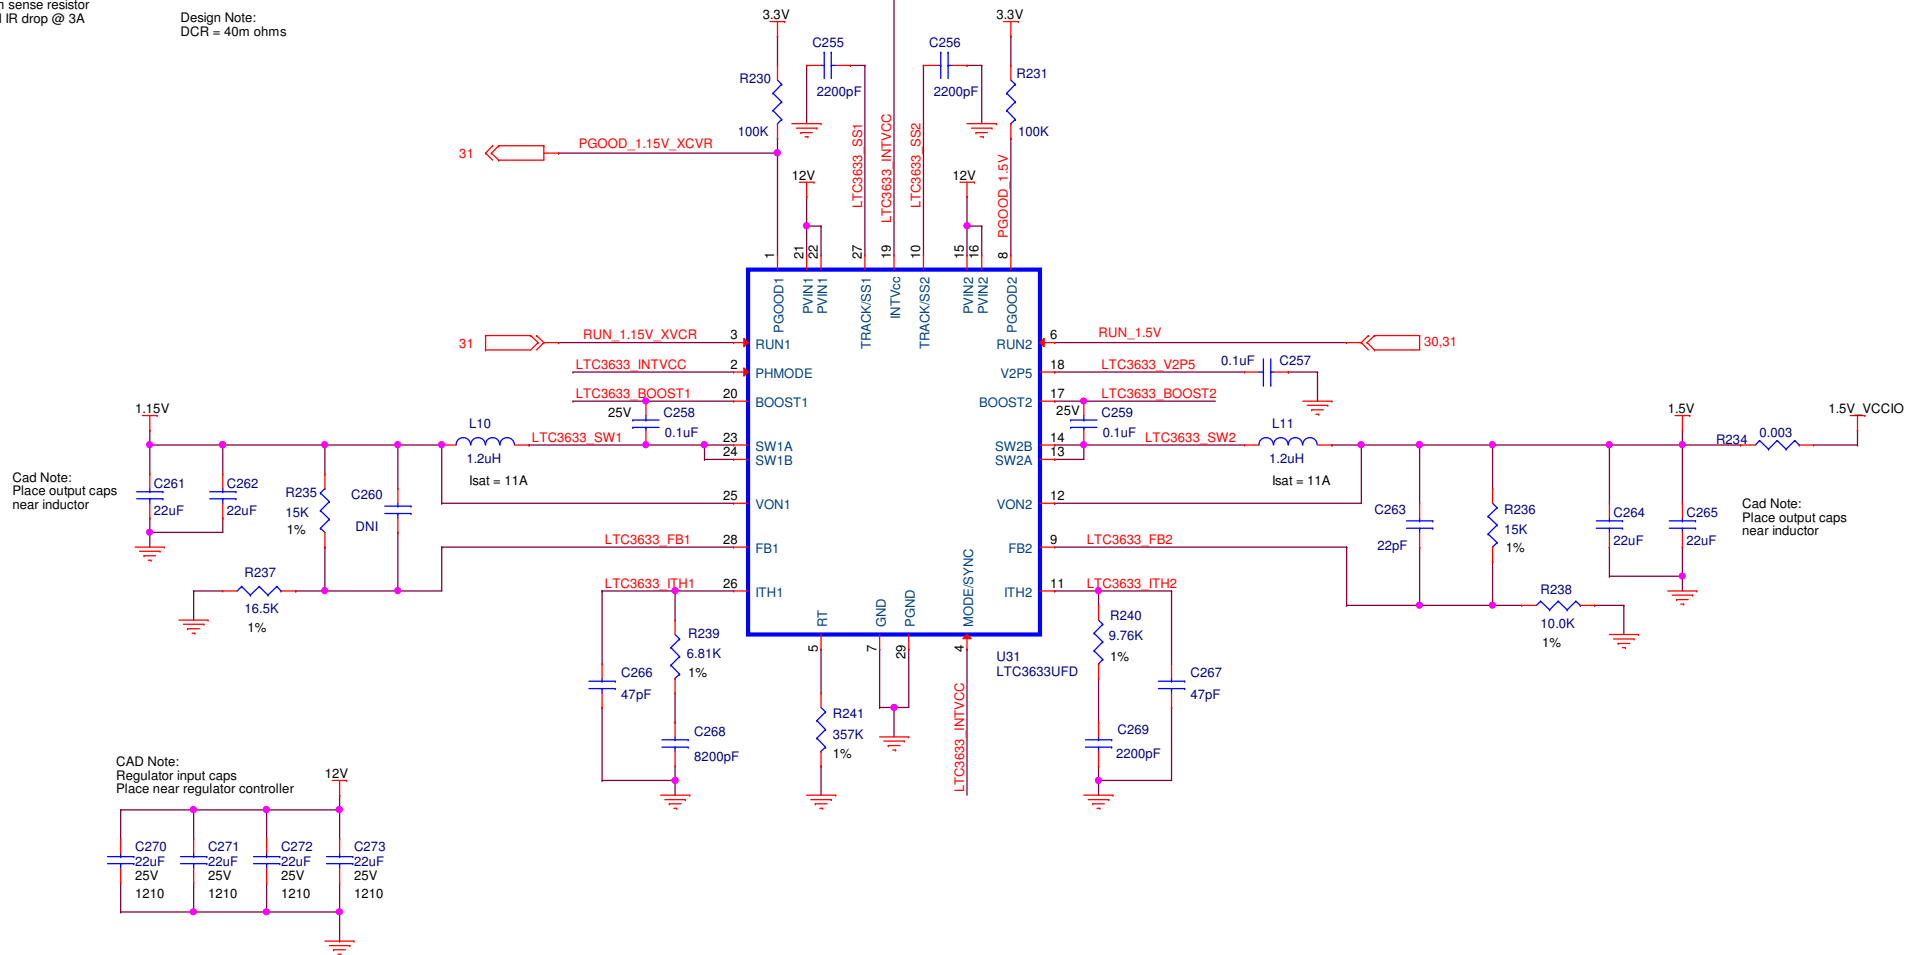 sense resistor
IR drop @ 3A
Design Note:
DCR = 40m ohms
3.3V
3.3V
C255
2200pF
C256
2200pF
R230
100K
R231
100K
31
PGOOD_1.15V_XCVR
LTC3633_SS1
LTC3633_INTVCC
LTC3633_SS2
PGOOD_1.5V
12V
12V
1
21
22
27
19
10
15
16
8
PGOOD1
PVIN1
PVIN1
TRACK/SS1
INTVcc
TRACK/SS2
PVIN2
PVIN2
PGOOD2
31
RUN_1.15V_XVCR
3
RUN1
LTC3633_INTVCC
2
PHMODE
LTC3633_BOOST1
20
BOOST1
25V
C258
0.1uF
1.15V
L10
1.2uH
Isat = 11A
LTC3633_SW1
23
SW1A
24
SW1B
25
VON1
LTC3633_FB1
28
FB1
LTC3633_ITH1
26
ITH1
RUN2
6
RUN_1.5V
30,31
V2P5
18
LTC3633_V2P5
0.1uF
C257
BOOST2
17
LTC3633_BOOST2
25V
C259
0.1uF
SW2B
14
LTC3633_SW2
SW2A
13
L11
1.2uH
Isat = 11A
VON2
12
FB2
9
LTC3633_FB2
ITH2
11
LTC3633_ITH2
1.5V
R234
0.003
1.5V_VCCIO
Cad Note:
Place output caps
near inductor
C261
22uF
C262
22uF
R235
15K
1%
C260
DNI
R237
16.5K
1%
C263
22pF
R236
15K
1%
C264
22uF
C265
22uF
Cad Note:
Place output caps
near inductor
R238
10.0K
1%
RT
GND
PGND
MODE/SYNC
5
7
29
4
U31
LTC3633UFD
R239
6.81K
1%
C266
47pF
C268
8200pF
R241
357K
1%
LTC3633_INTVCC
R240
9.76K
1%
C267
47pF
C269
2200pF
CAD Note:
Regulator input caps
Place near regulator controller
12V
C270
22uF
25V
1210
C271
22uF
25V
1210
C272
22uF
25V
1210
C273
22uF
25V
1210